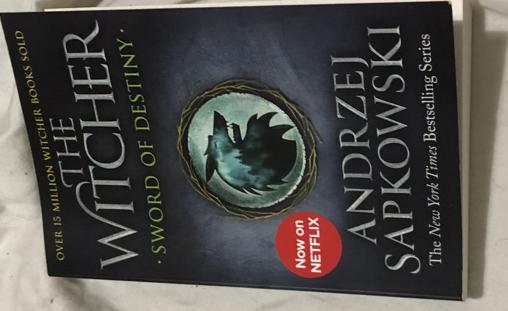 OVER 15 MILLION WITCHER BOOKS SOLD
THE
WITCHER
· SWORD OF DESTINY ·
Now on
NETFLIX
ANDRZEJ
SAPKOWSKI
The New York Times Bestselling Series